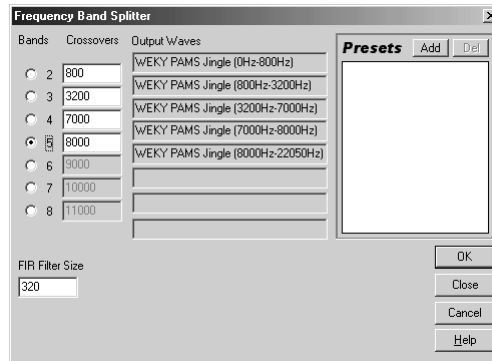 Frequency Band Splitter
Bands Crossovers Output Waves
Presets Add Del
2 800 WEKY PAMS Jingle (0Hz-800Hz)
3 3200 WEKY PAMS Jingle (800Hz-3200Hz)
4 7000 WEKY PAMS Jingle (3200Hz-7000Hz)
5 8000 WEKY PAMS Jingle (7000Hz-8000Hz)
6 9000 WEKY PAMS Jingle (8000Hz-22050Hz)
7 10000
8 11000
FIR Filter Size
320
OK
Close
Cancel
Help